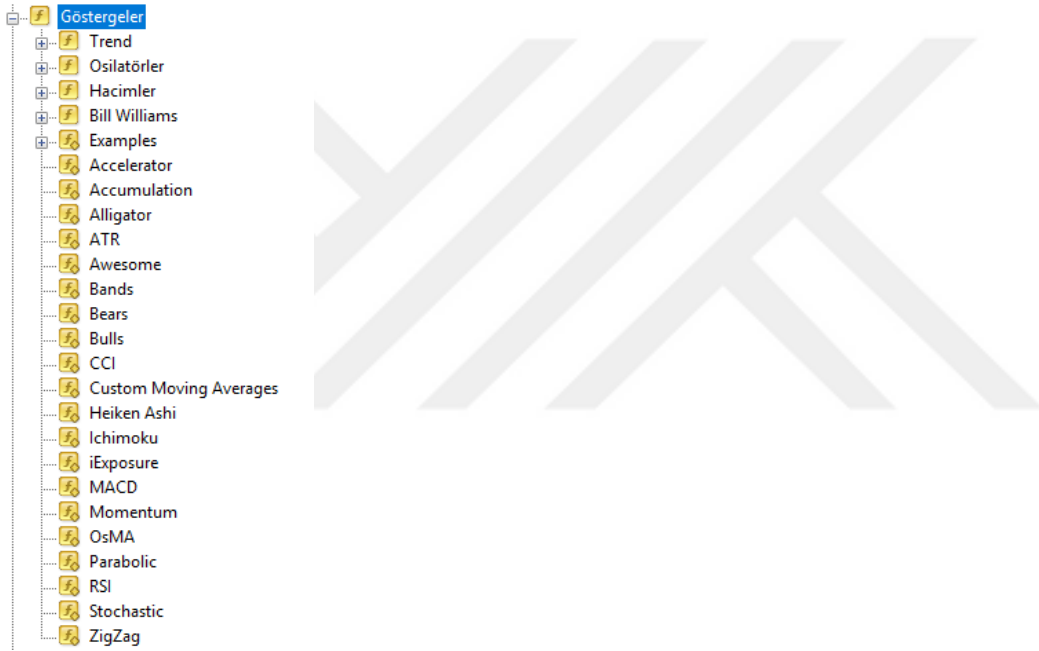 Göstergeler
Trend
Osilatörler
Hacimler
Bill Williams
Examples
Accelerator
Accumulation
Alligator
ATR
Awesome
Bands
Bears
Bulls
CCI
Custom Moving Averages
Heiken Ashi
Ichimoku
iExposure
MACD
Momentum
OsMA
Parabolic
RSI
Stochastic
ZigZag